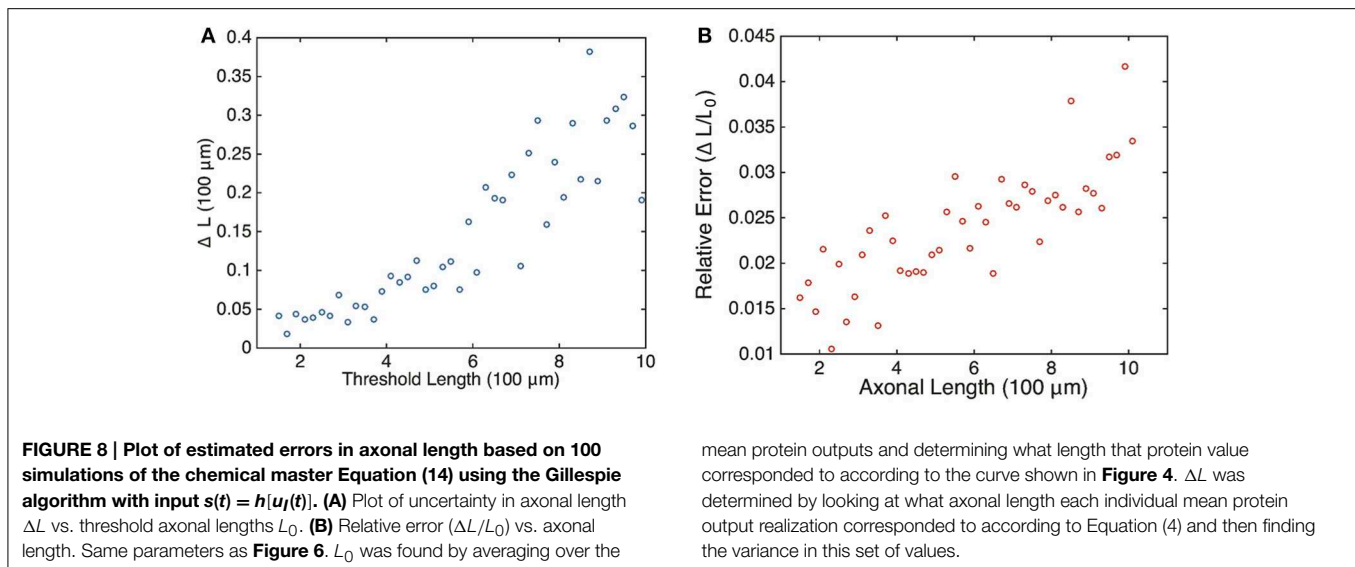 A
0.4
0.35
0.3
0.25
0.2
0.15
0.1
0.05
0
Δ L (100 μm)
2 4 6 8 10
Threshold Length (100 μm)
B
0.045
0.04
0.035
0.03
0.025
0.02
0.015
0.01
Relative Error (Δ L/L0)
2 4 6 8 10
Axonal Length (100 μm)
FIGURE 8 | Plot of estimated errors in axonal length based on 100
simulations of the chemical master Equation (14) using the Gillespie
algorithm with input s(t) = h[uI(t)]. (A) Plot of uncertainty in axonal length
ΔL vs. threshold axonal lengths L0. (B) Relative error (ΔL/L0) vs. axonal
length. Same parameters as Figure 6. L0 was found by averaging over the
mean protein outputs and determining what length that protein value
corresponded to according to the curve shown in Figure 4. ΔL was
determined by looking at what axonal length each individual mean protein
output realization corresponded to according to Equation (4) and then finding
the variance in this set of values.